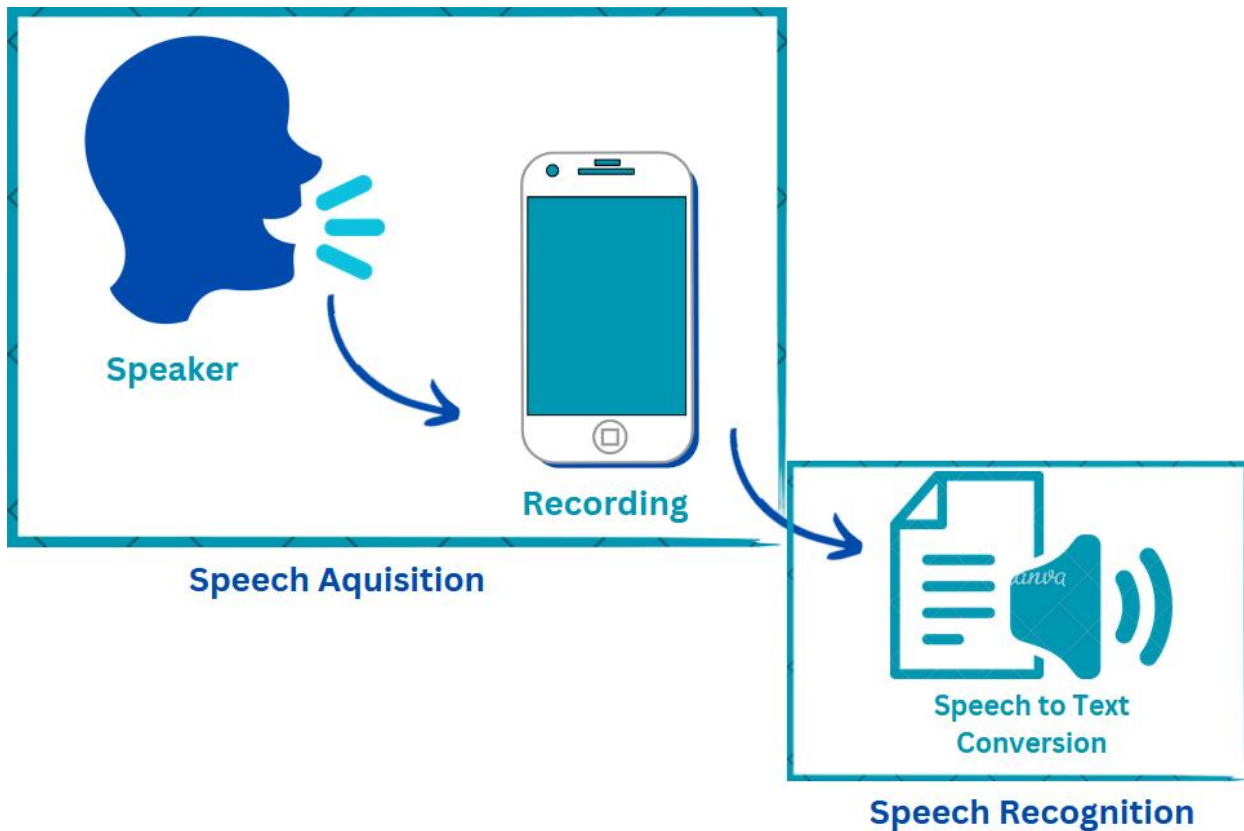 Speaker
Recording
Speech Aquisition
Speech to Text
Conversion
Speech Recognition